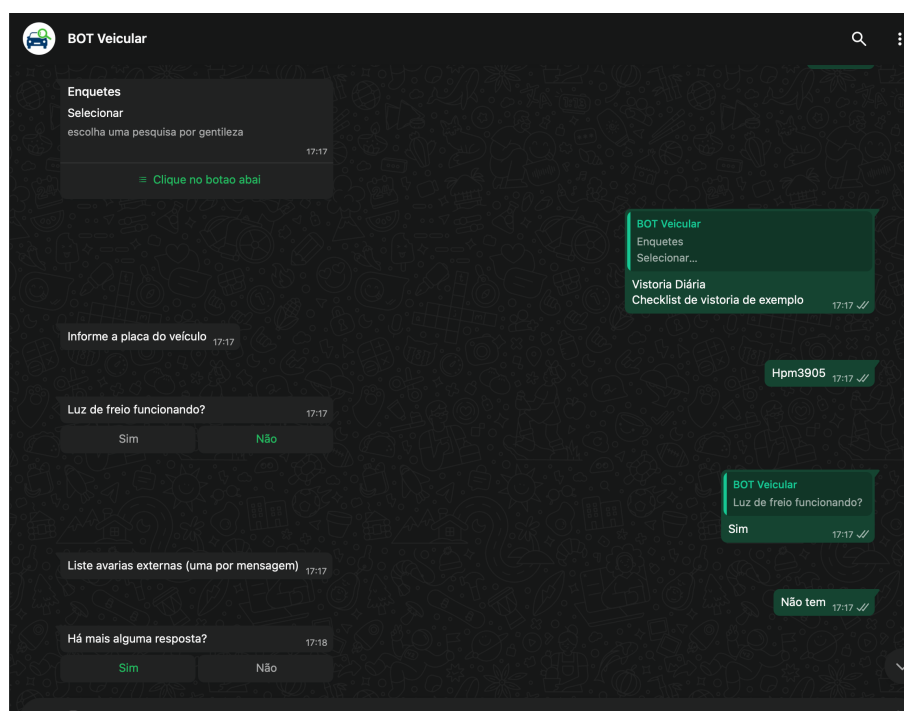 BOT Veicular
Enquetes
Selecionar
escolha uma pesquisa por gentileza
17:17
Clique no botao abai
BOT Veicular
Enquetes
Selecionar...
Vistoria Diária
Checklist de vistoria de exemplo 17:17
Informe a placa do veículo 17:17
Hpm3905 17:17
Luz de freio funcionando? 17:17
Sim Não
BOT Veicular
Luz de freio funcionando?
Sim 17:17
Liste avarias externas (uma por mensagem) 17:17
Não tem 17:17
Há mais alguma resposta? 17:18
Sim Não